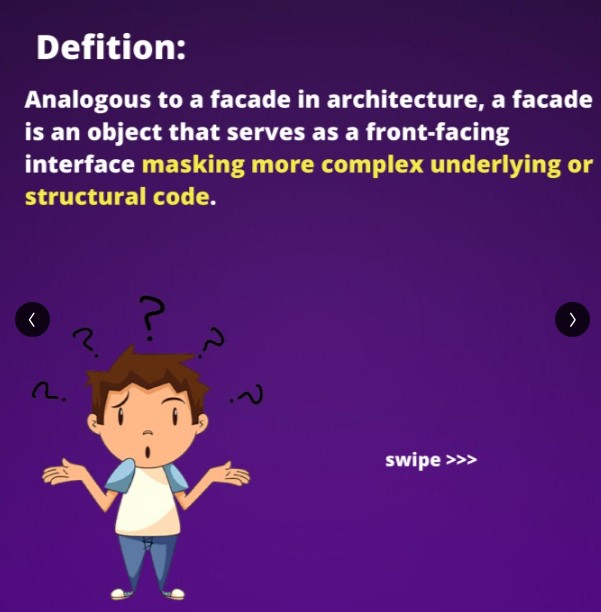 Defition:
Analogous to a facade in architecture, a facade
is an object that serves as a front-facing
interface masking more complex underlying or
structural code.
? ? ? ? ?
swipe >>>